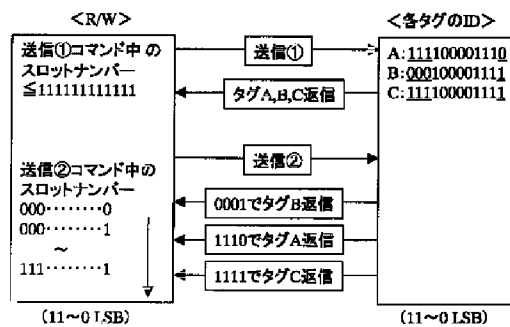 <R/W>
<各タグのID>
送信①コマンド中の
スロットナンバー
≦111111111111
送信①
A:111100001110
B:000100001111
C:111100001111
タグA,B,C返信
送信②コマンド中の
スロットナンバー
000‥‥‥‥0
000‥‥‥‥1
~
111‥‥‥‥1
送信②
0001でタグB返信
1110でタグA返信
1111でタグC返信
(11~0 LSB)
(11~0 LSB)